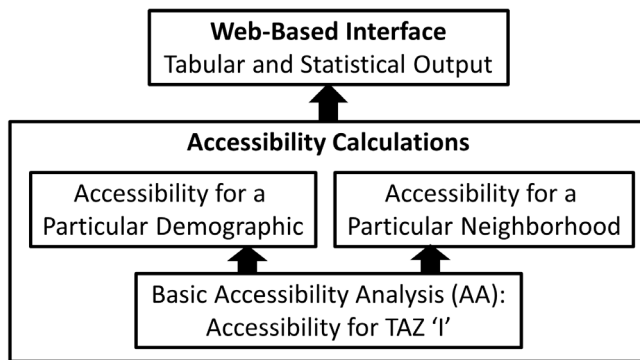 Web-Based Interface
Tabular and Statistical Output
Accessibility Calculations
Accessibility for a
Particular Demographic
Accessibility for a
Particular Neighborhood
Basic Accessibility Analysis (AA):
Accessibility for TAZ ‘I’